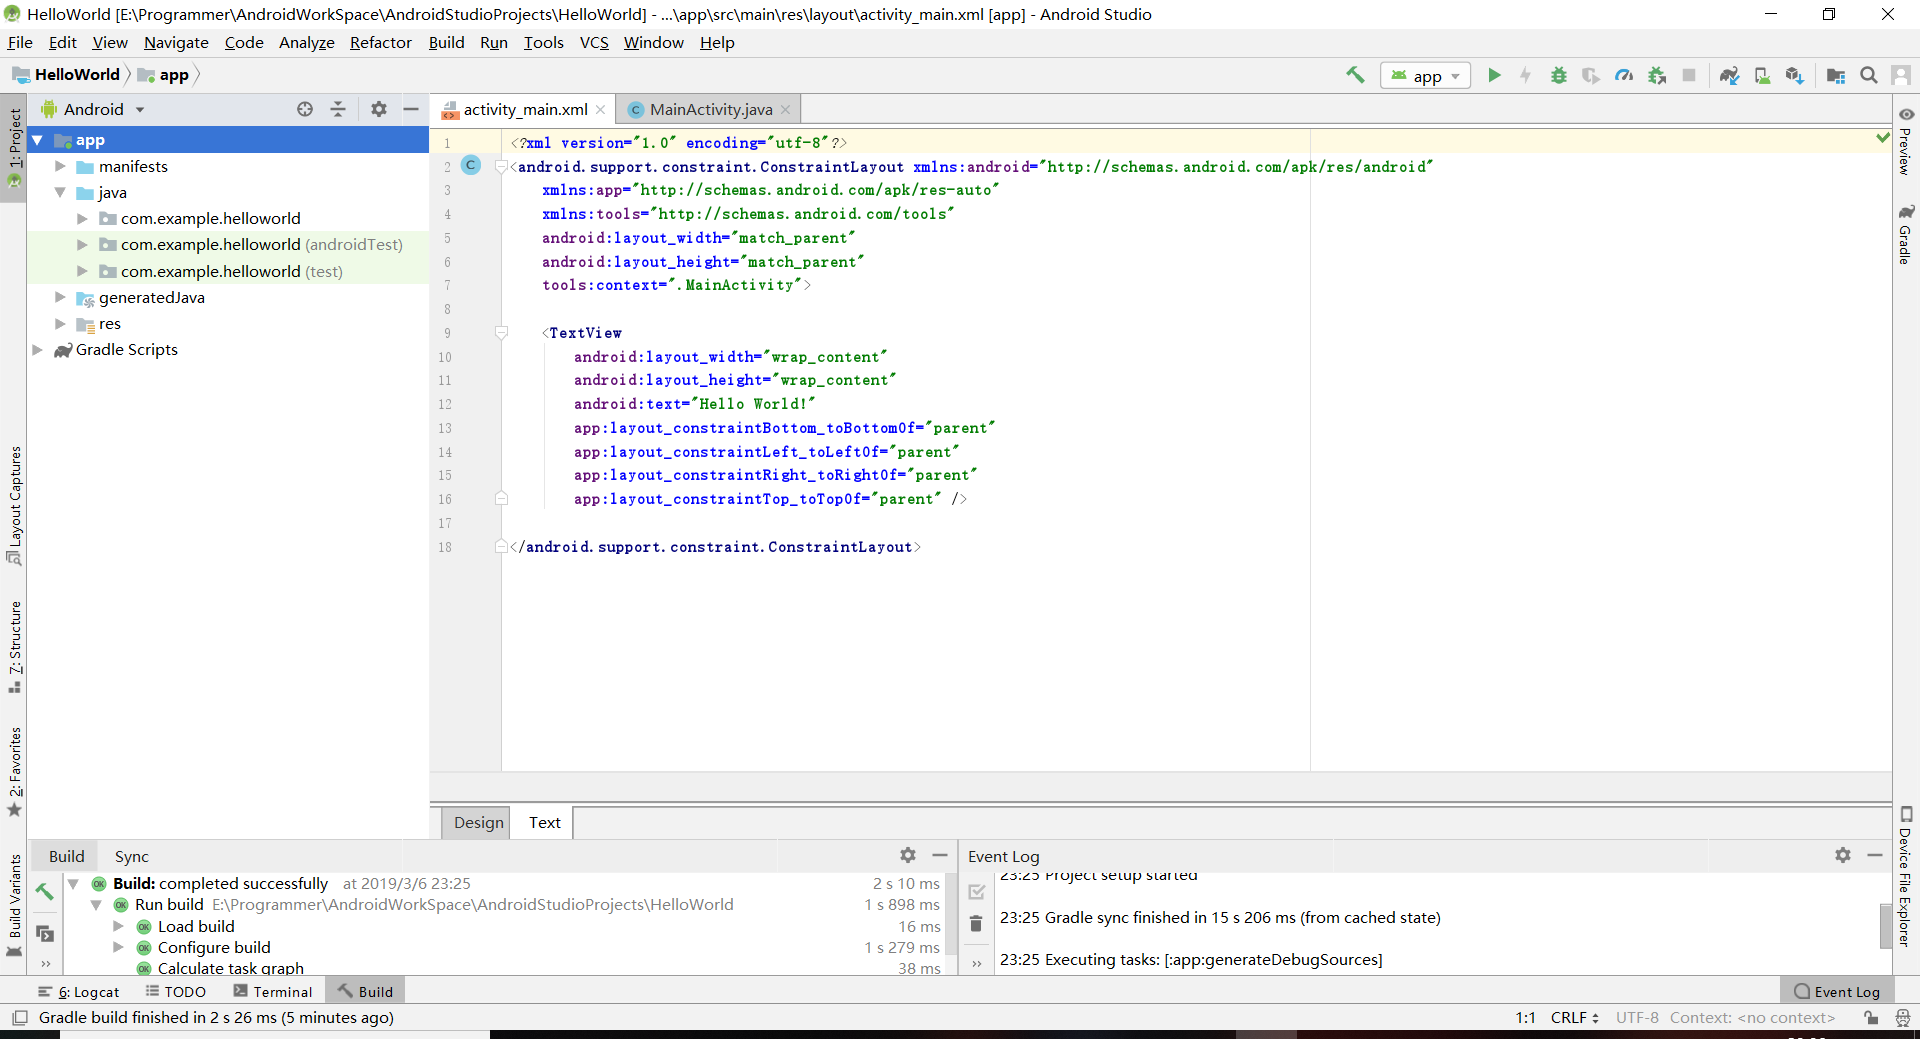 HelloWorld [E:\Programmer\AndroidWorkSpace\AndroidStudioProjects\HelloWorld] - ...\app\src\main\res\layout\activity_main.xml [app] - Android Studio
File Edit View Navigate Code Analyze Refactor Build Run Tools VCS Window Help
HelloWorld app
app
1: Project
Layout Captures
7: Structure
2: Favorites
Build Variants
Android
app
manifests
java
com.example.helloworld
com.example.helloworld (androidTest)
com.example.helloworld (test)
generatedJava
res
Gradle Scripts
activity_main.xml MainActivity.java
1 <?xml version="1.0" encoding="utf-8"?>
2 <android.support.constraint.ConstraintLayout xmlns:android="http://schemas.android.com/apk/res/android"
3 xmlns:app="http://schemas.android.com/apk/res-auto"
4 xmlns:tools="http://schemas.android.com/tools"
5 android:layout_width="match_parent"
6 android:layout_height="match_parent"
7 tools:context=".MainActivity">
8
9 <TextView
10 android:layout_width="wrap_content"
11 android:layout_height="wrap_content"
12 android:text="Hello World!"
13 app:layout_constraintBottom_toBottomOf="parent"
14 app:layout_constraintLeft_toLeftOf="parent"
15 app:layout_constraintRight_toRightOf="parent"
16 app:layout_constraintTop_toTopOf="parent" />
17
18 </android.support.constraint.ConstraintLayout>
Design Text
Preview
Gradle
Device File Explorer
Build Sync
Build: completed successfully at 2019/3/6 23:25 2 s 10 ms
Run build E:\Programmer\AndroidWorkSpace\AndroidStudioProjects\HelloWorld 1 s 898 ms
Load build 16 ms
Configure build 1 s 279 ms
Calculate task graph 38 ms
Event Log
23:25 Project setup started
23:25 Gradle sync finished in 15 s 206 ms (from cached state)
23:25 Executing tasks: [:app:generateDebugSources]
6: Logcat TODO Terminal Build Event Log
Gradle build finished in 2 s 26 ms (5 minutes ago) 1:1 CRLF UTF-8 Context: <no context>